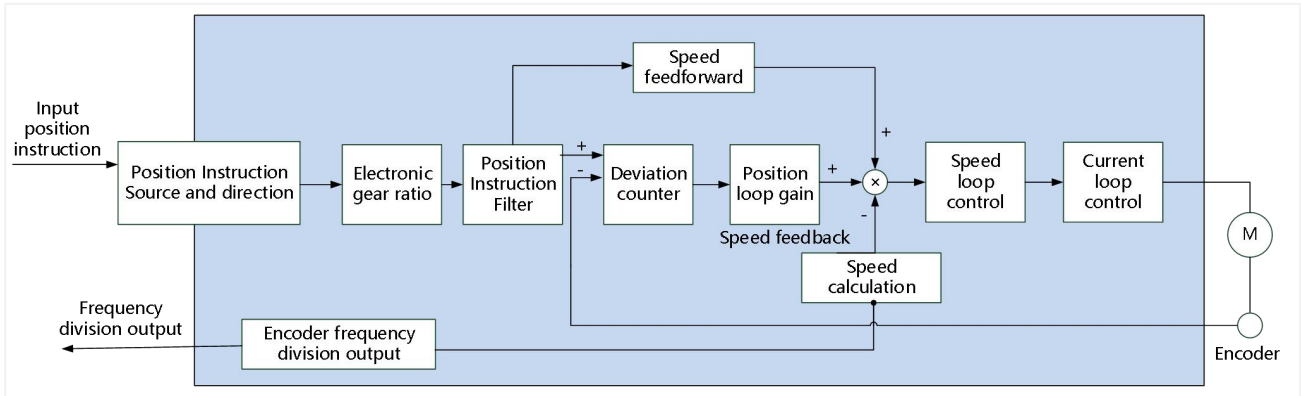 Speed
feedforward
Input
position
instruction
+
Position Instruction
Source and direction
Electronic
gear ratio
Position
Instruction
Filter
+
-
Deviation
counter
Position
loop gain
+
×
-
Speed
loop
control
Current
loop
control
M
Speed feedback
Speed
calculation
Frequency
division output
Encoder frequency
division output
Encoder